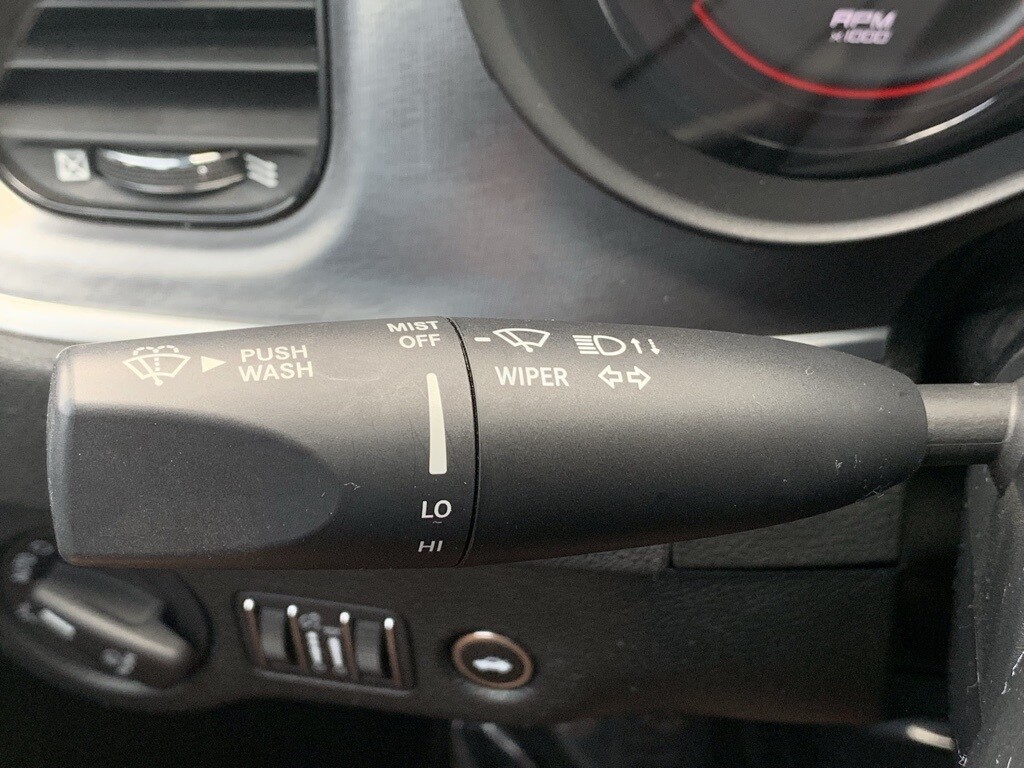 RPM
x1000
MIST
OFF
PUSH
WASH
WIPER
LO
HI